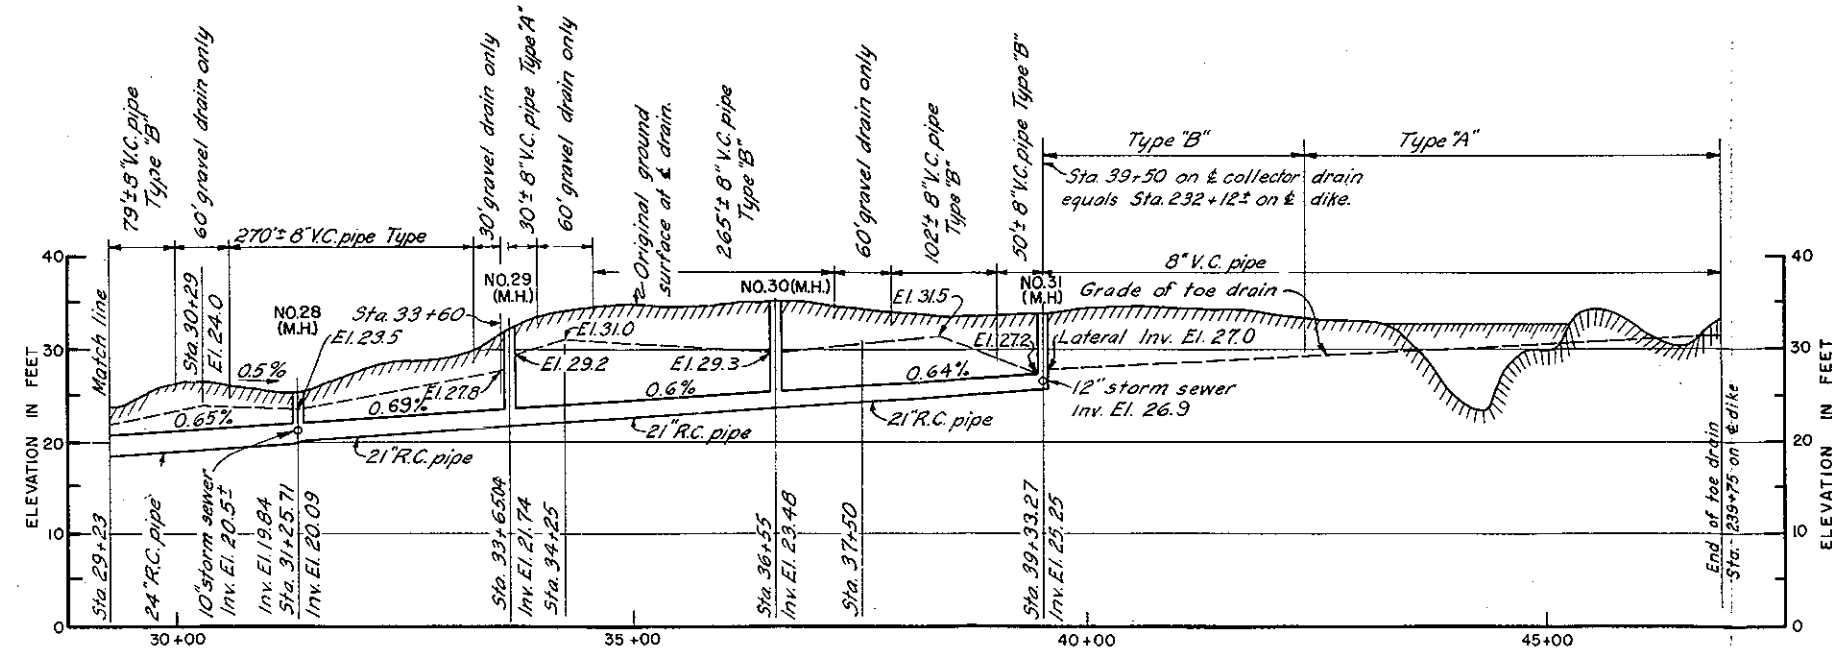 79'± 8" V.C. pipe
Type "B"
60' gravel drain only
270'± 8" V.C. pipe Type
30' gravel drain only
30'± 8" V.C. pipe Type "A"
60' gravel drain only
Original ground
surface at ℄ drain.
265'± 8" V.C. pipe
Type "B"
60' gravel drain only
102'± 8" V.C. pipe
Type "B"
50'± 8" V.C. pipe Type "B"
Type "B"
Type "A"
Sta. 39+50 on ℄ collector drain
equals Sta. 232+12± on ℄ dike.
8" V.C. pipe
Grade of toe drain
ELEVATION IN FEET
40
30
20
10
0
Match line
Sta. 30+29
El. 24.0
0.5%
NO.28
(M.H.)
El. 23.5
Sta. 33+60
NO.29
(M.H.)
El. 31.0
El. 29.2
El. 29.3
NO.30 (M.H.)
El. 31.5
El. 27.2
NO.31
(M.H)
Lateral Inv. El. 27.0
12" storm sewer
Inv. El. 26.9
0.65%
0.69%
El. 27.8
0.6%
0.64%
21" R.C. pipe
21" R.C. pipe
21" R.C. pipe
Sta. 29+23
24" R.C. pipe
10" storm sewer
Inv. El. 20.5±
Inv. El. 19.84
Sta. 31+25.71
Inv. El. 20.09
Sta. 33+65.04
Inv. El. 21.74
Sta. 34+25
Sta. 36+55
Inv. El. 23.48
Sta. 37+50
Sta. 39+33.27
Inv. El. 25.25
End of toe drain
Sta. 239+75 on ℄ dike
40
30
20
10
0
ELEVATION IN FEET
30+00
35+00
40+00
45+00